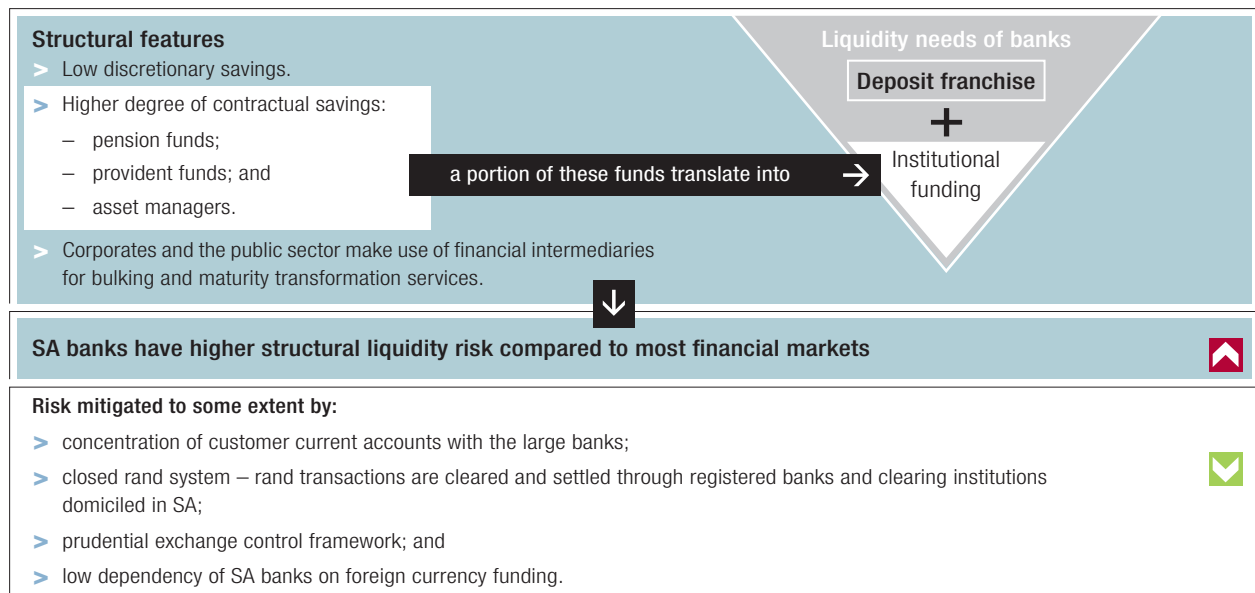 Structural features
> Low discretionary savings.
> Higher degree of contractual savings:
– pension funds;
– provident funds; and
– asset managers.
> Corporates and the public sector make use of financial intermediaries
for bulking and maturity transformation services.
a portion of these funds translate into →
Liquidity needs of banks
Deposit franchise
+
Institutional
funding
↓
SA banks have higher structural liquidity risk compared to most financial markets
Risk mitigated to some extent by:
> concentration of customer current accounts with the large banks;
> closed rand system – rand transactions are cleared and settled through registered banks and clearing institutions
domiciled in SA;
> prudential exchange control framework; and
> low dependency of SA banks on foreign currency funding.